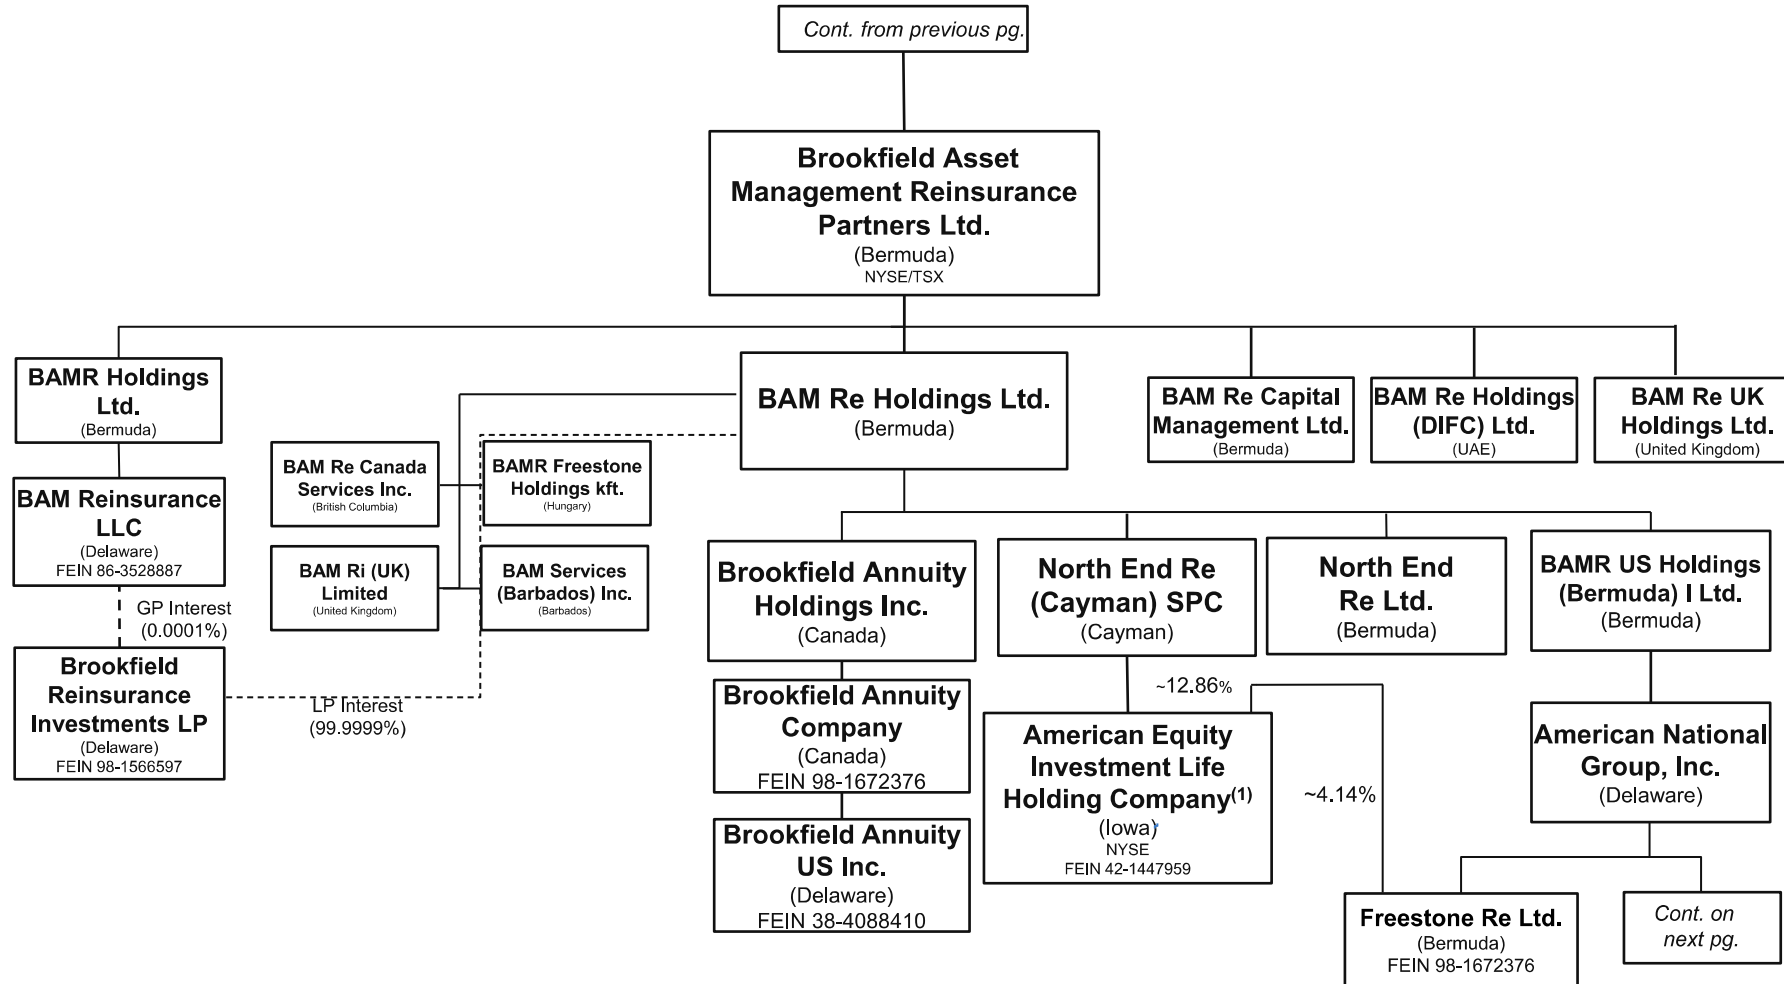 Cont. from previous pg.
Brookfield Asset
Management Reinsurance
Partners Ltd.
(Bermuda)
NYSE/TSX
BAMR Holdings
Ltd.
(Bermuda)
BAM Re Holdings Ltd.
(Bermuda)
BAM Re Capital
Management Ltd.
(Bermuda)
BAM Re Holdings
(DIFC) Ltd.
(UAE)
BAM Re UK
Holdings Ltd.
(United Kingdom)
BAM Re Canada
Services Inc.
(British Columbia)
BAMR Freestone
Holdings kft.
(Hungary)
BAM Reinsurance
LLC
(Delaware)
FEIN 86-3528887
BAM Ri (UK)
Limited
(United Kingdom)
BAM Services
(Barbados) Inc.
(Barbados)
GP Interest
(0.0001%)
Brookfield
Reinsurance
Investments LP
(Delaware)
FEIN 98-1566597
LP Interest
(99.9999%)
Brookfield Annuity
Holdings Inc.
(Canada)
North End Re
(Cayman) SPC
(Cayman)
North End
Re Ltd.
(Bermuda)
BAMR US Holdings
(Bermuda) I Ltd.
(Bermuda)
Brookfield Annuity
Company
(Canada)
FEIN 98-1672376
~12.86%
American Equity
Investment Life
Holding Company(1)
(Iowa)
NYSE
FEIN 42-1447959
~4.14%
American National
Group, Inc.
(Delaware)
Brookfield Annuity
US Inc.
(Delaware)
FEIN 38-4088410
Freestone Re Ltd.
(Bermuda)
FEIN 98-1672376
Cont. on
next pg.